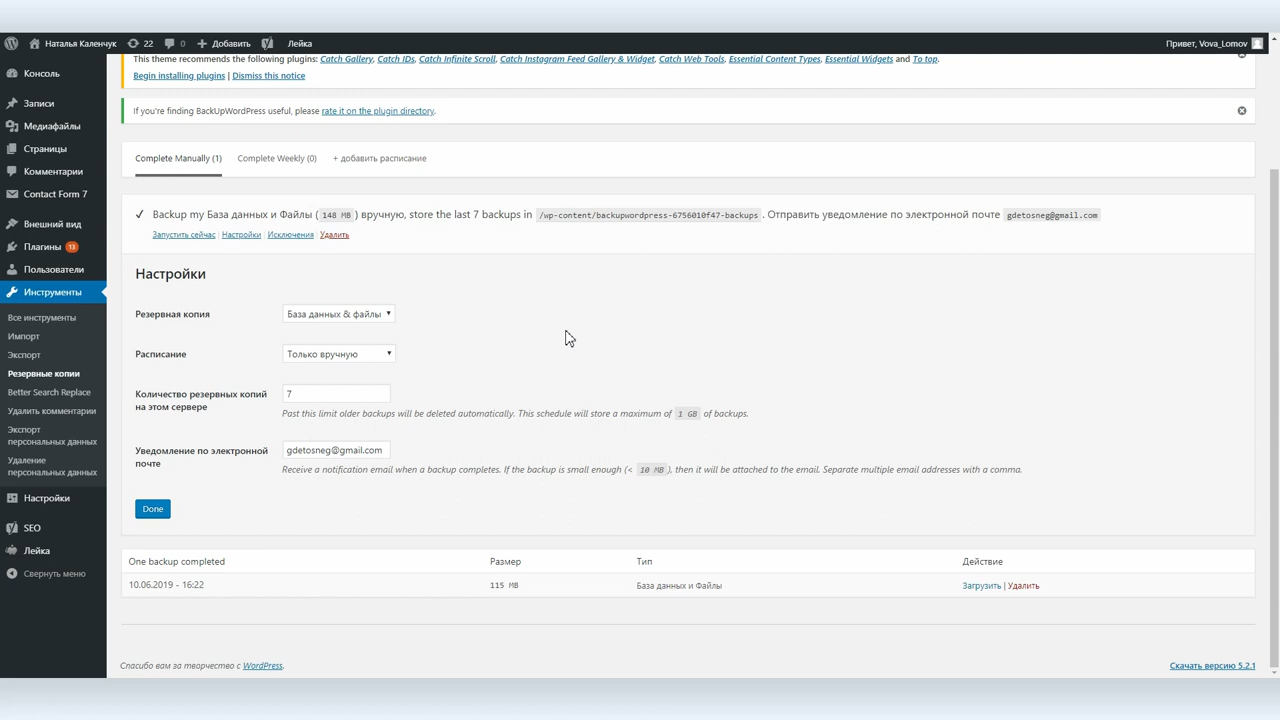 Наталья Каленчук 22 0 Добавить Лейка Привет, Vova_Lomov
Консоль
Записи
Медиафайлы
Страницы
Комментарии
Contact Form 7
Внешний вид
Плагины 13
Пользователи
Инструменты
Все инструменты
Импорт
Экспорт
Резервные копии
Better Search Replace
Удалить комментарии
Экспорт
персональных данных
Удаление
персональных данных
Настройки
SEO
Лейка
Свернуть меню
This theme recommends the following plugins: Catch Gallery, Catch IDs, Catch Infinite Scroll, Catch Instagram Feed Gallery & Widget, Catch Web Tools, Essential Content Types, Essential Widgets and To top.
Begin installing plugins | Dismiss this notice
If you're finding BackUpWordPress useful, please rate it on the plugin directory.
Complete Manually (1) Complete Weekly (0) + добавить расписание
✓ Backup my База данных и Файлы ( 148 MB ) вручную, store the last 7 backups in /wp-content/backupwordpress-6756010f47-backups . Отправить уведомление по электронной почте gdetosneg@gmail.com
Запустить сейчас | Настройки | Исключения | Удалить
Настройки
Резервная копия База данных & файлы
Расписание Только вручную
Количество резервных копий
на этом сервере
7
Past this limit older backups will be deleted automatically. This schedule will store a maximum of 1 GB of backups.
Уведомление по электронной
почте
gdetosneg@gmail.com
Receive a notification email when a backup completes. If the backup is small enough (< 10 MB ), then it will be attached to the email. Separate multiple email addresses with a comma.
Done
One backup completed Размер Тип Действие
10.06.2019 - 16:22 115 MB База данных и Файлы Загрузить | Удалить
Спасибо вам за творчество с WordPress. Скачать версию 5.2.1